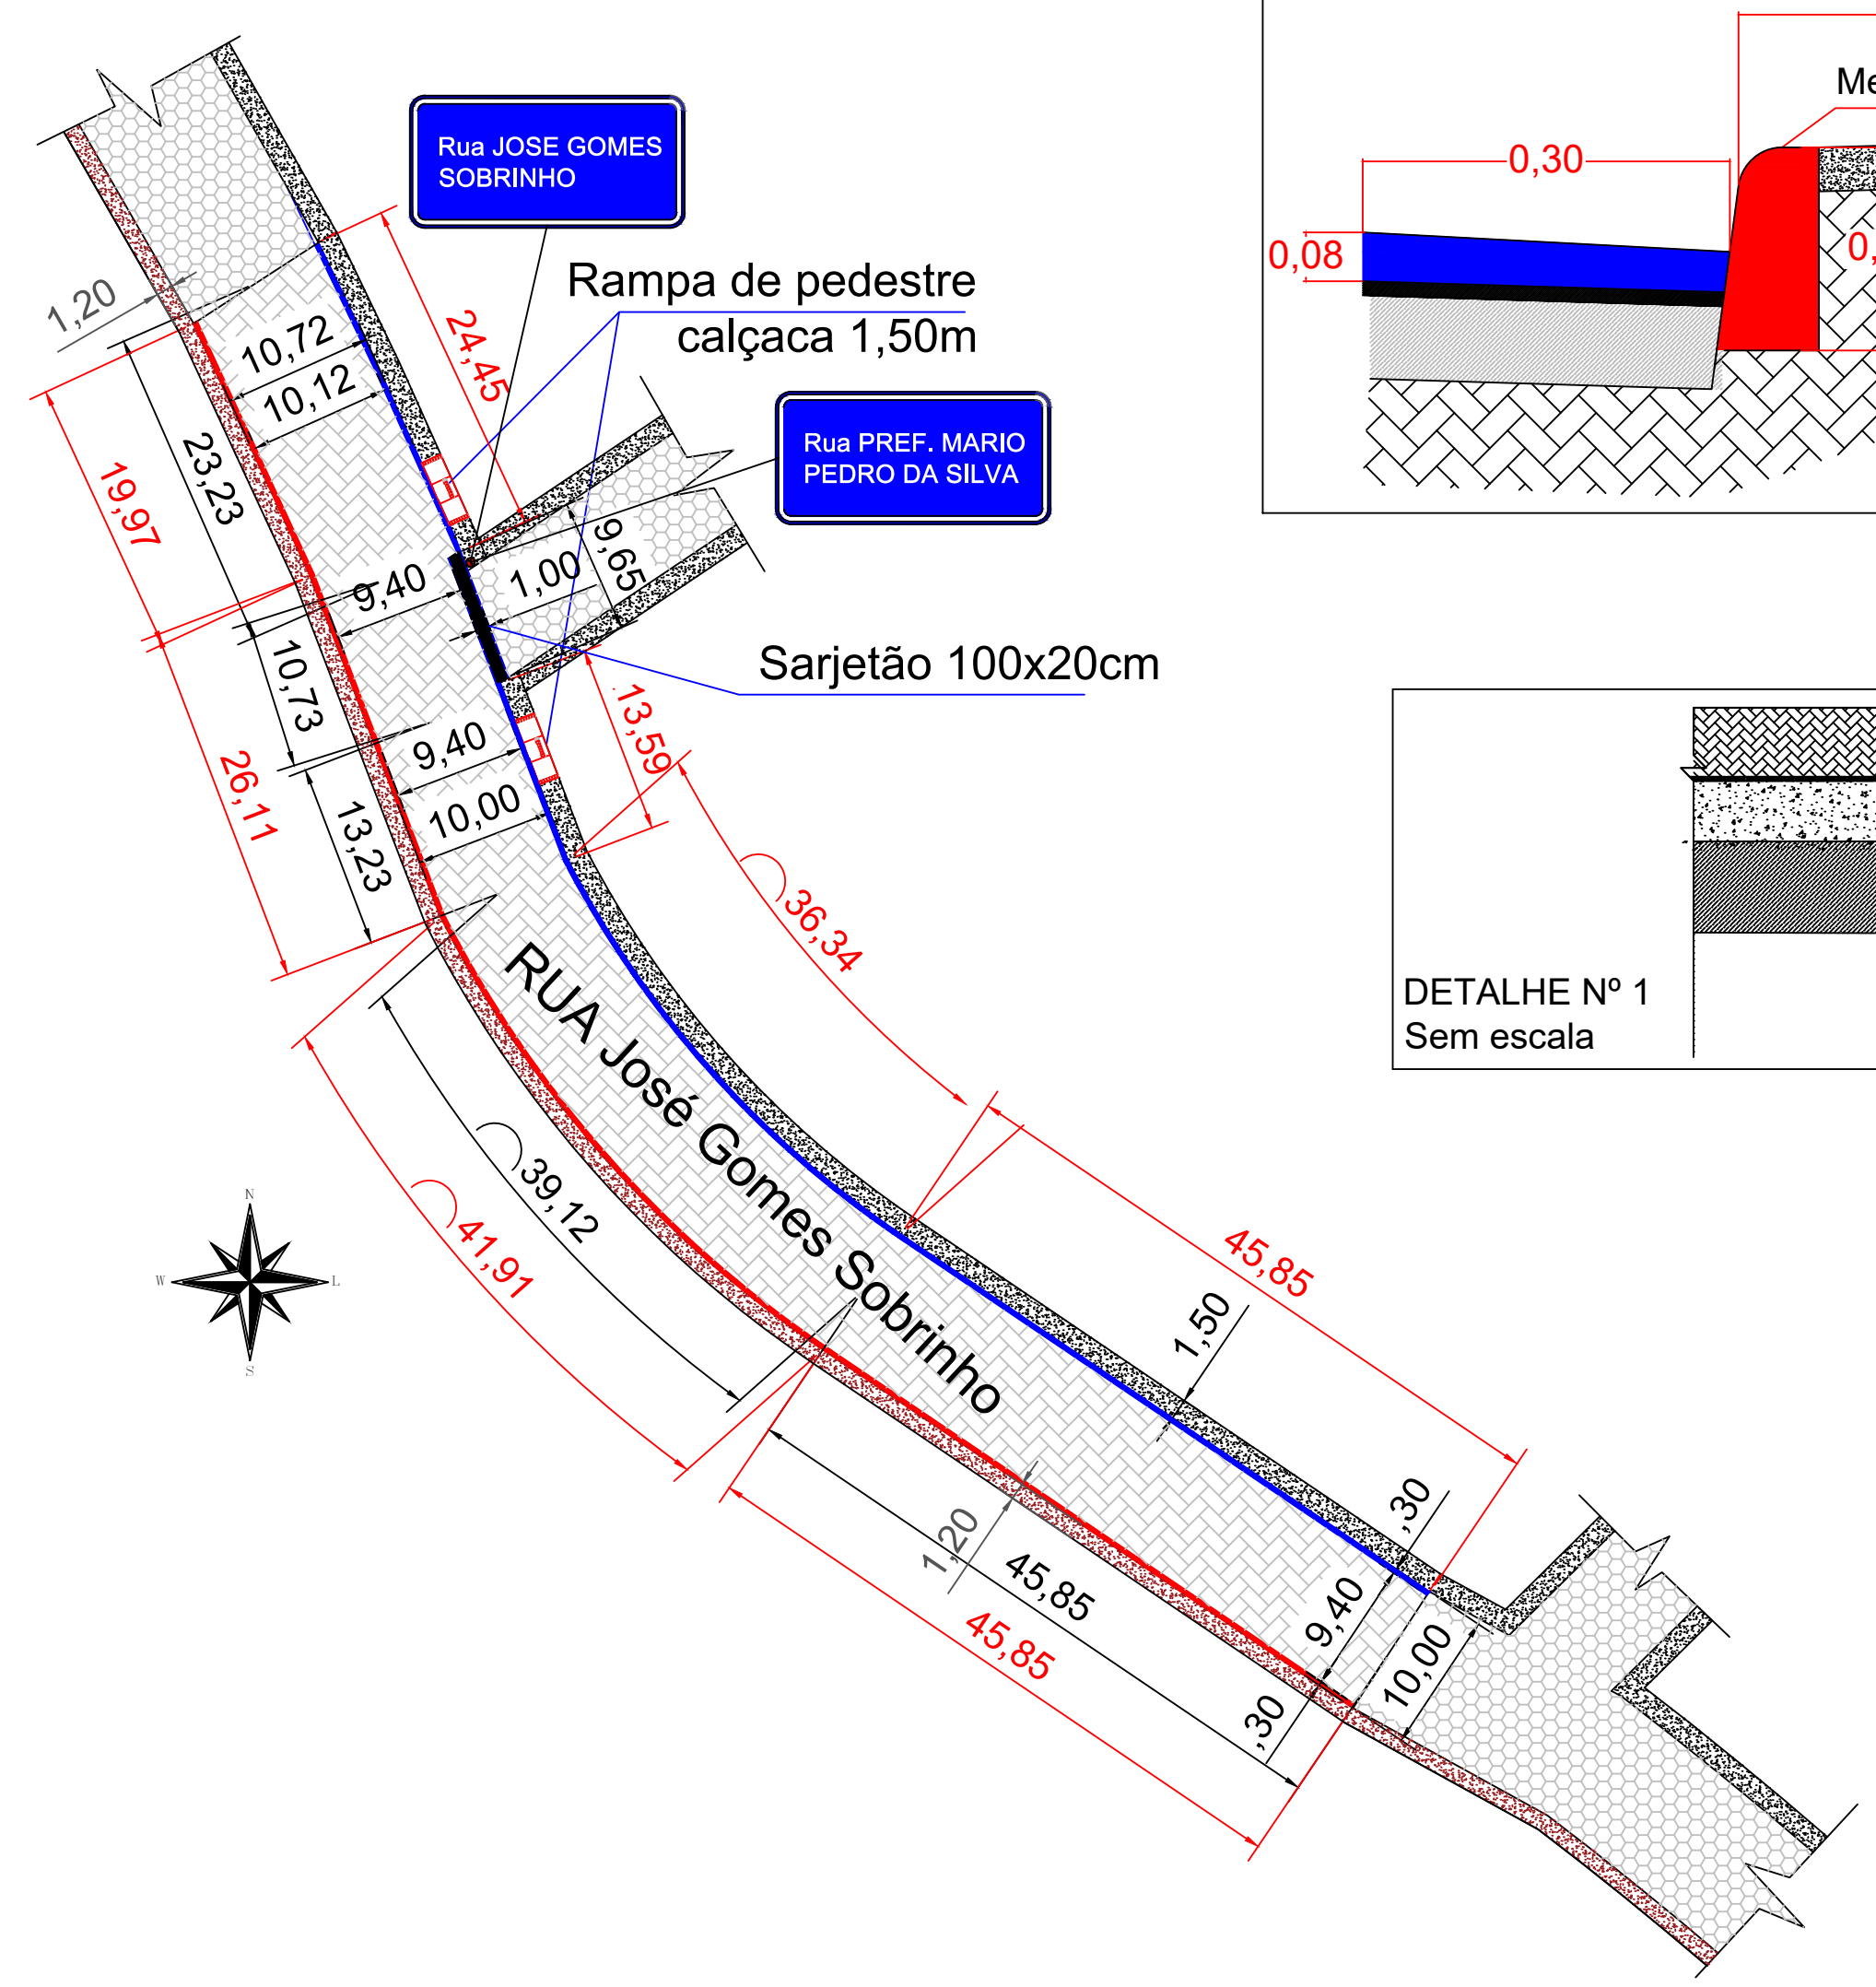 Rua JOSE GOMES
SOBRINHO
Rampa de pedestre
calçaca 1,50m
Rua PREF. MARIO
PEDRO DA SILVA
Sarjetão 100x20cm
0,30
0,08
DETALHE Nº 1
Sem escala
1,20
10,72
10,12
24,45
23,23
19,97
9,40
1,00
9,65
10,73
26,11
13,23
9,40
10,00
13,59
36,34
RUA José Gomes Sobrinho
39,12
41,91
45,85
1,50
1,20
45,85
45,85
,30
9,40
10,00
,30
N
W
L
S